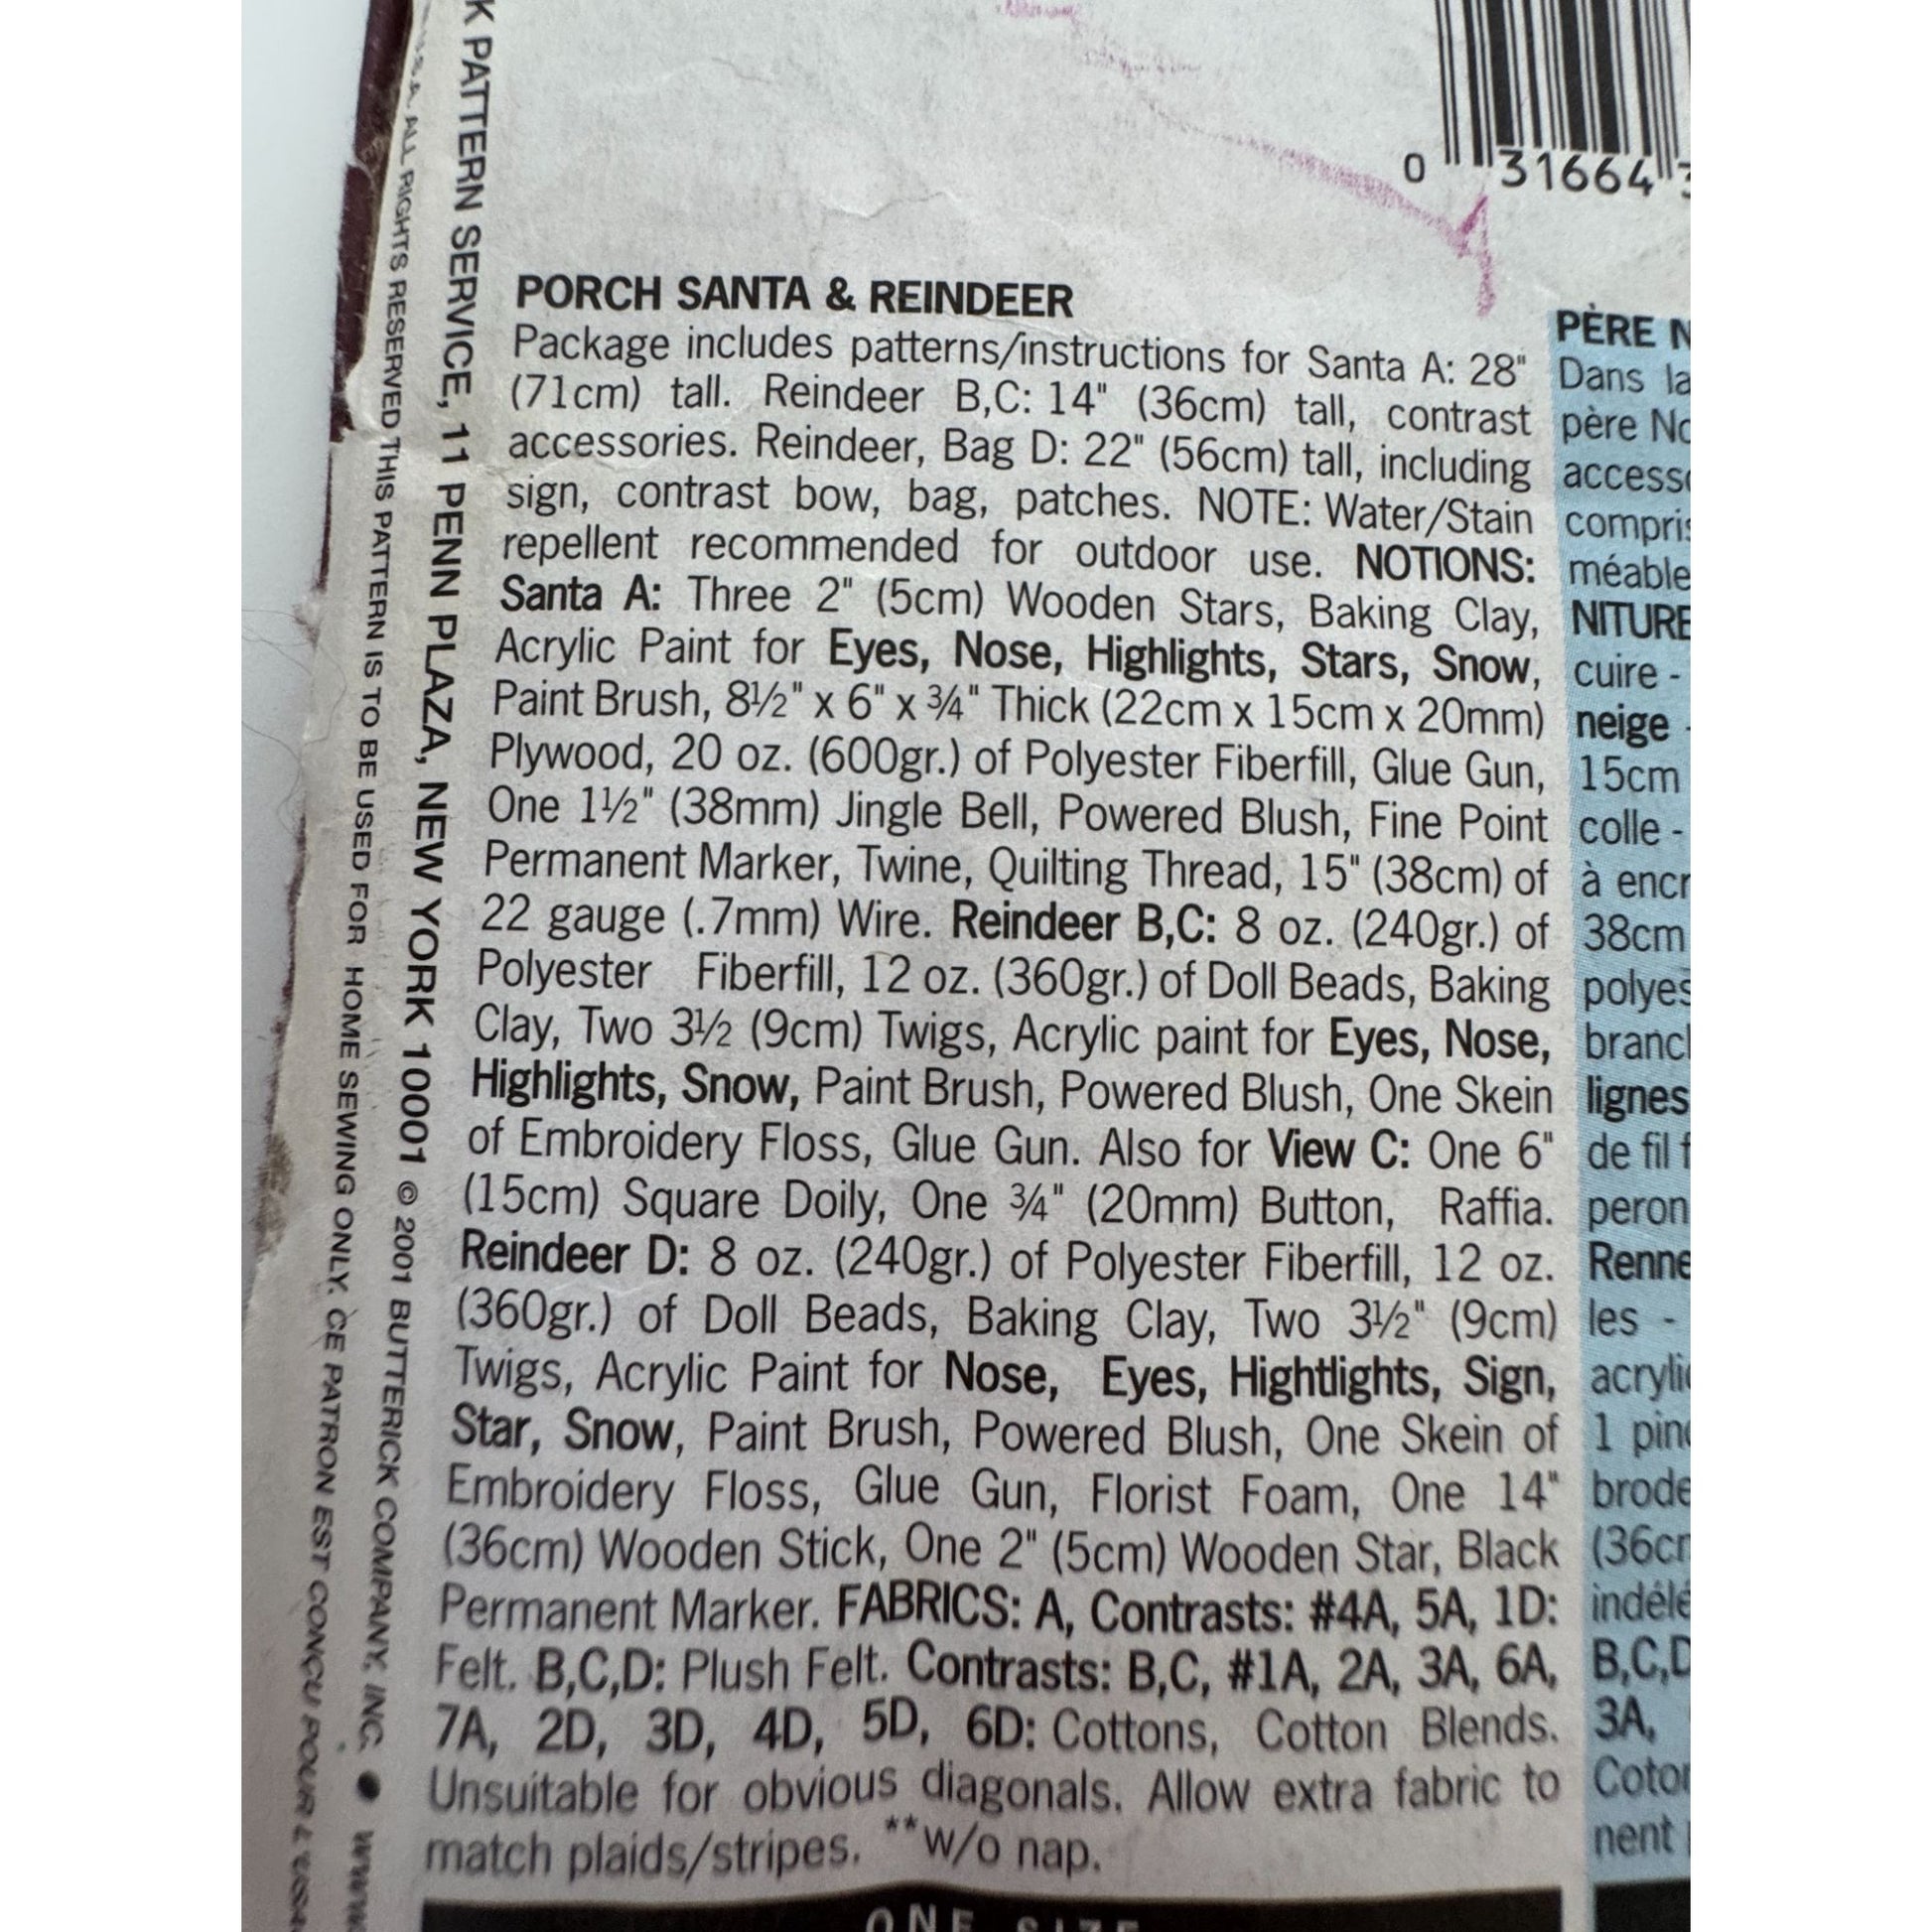 K PATTERN SERVICE, 11 PENN PLAZA, NEW YORK 10001 © 2001 BUTTERICK COMPANY, INC. ●
U.S.A. ALL RIGHTS RESERVED THIS PATTERN IS TO BE USED FOR HOME SEWING ONLY. CE PATRON EST CONÇU POUR
0 31664
PORCH SANTA & REINDEER
Package includes patterns/instructions for Santa A: 28"
(71cm) tall. Reindeer B,C: 14" (36cm) tall, contrast
accessories. Reindeer, Bag D: 22" (56cm) tall, including
sign, contrast bow, bag, patches. NOTE: Water/Stain
repellent recommended for outdoor use. NOTIONS:
Santa A: Three 2" (5cm) Wooden Stars, Baking Clay,
Acrylic Paint for Eyes, Nose, Highlights, Stars, Snow,
Paint Brush, 8½" x 6" x ¾" Thick (22cm x 15cm x 20mm)
Plywood, 20 oz. (600gr.) of Polyester Fiberfill, Glue Gun,
One 1½" (38mm) Jingle Bell, Powered Blush, Fine Point
Permanent Marker, Twine, Quilting Thread, 15" (38cm) of
22 gauge (.7mm) Wire. Reindeer B,C: 8 oz. (240gr.) of
Polyester Fiberfill, 12 oz. (360gr.) of Doll Beads, Baking
Clay, Two 3½ (9cm) Twigs, Acrylic paint for Eyes, Nose,
Highlights, Snow, Paint Brush, Powered Blush, One Skein
of Embroidery Floss, Glue Gun. Also for View C: One 6"
(15cm) Square Doily, One ¾" (20mm) Button, Raffia.
Reindeer D: 8 oz. (240gr.) of Polyester Fiberfill, 12 oz.
(360gr.) of Doll Beads, Baking Clay, Two 3½" (9cm)
Twigs, Acrylic Paint for Nose, Eyes, Hightlights, Sign,
Star, Snow, Paint Brush, Powered Blush, One Skein of
Embroidery Floss, Glue Gun, Florist Foam, One 14"
(36cm) Wooden Stick, One 2" (5cm) Wooden Star, Black
Permanent Marker. FABRICS: A, Contrasts: #4A, 5A, 1D:
Felt. B,C,D: Plush Felt. Contrasts: B,C, #1A, 2A, 3A, 6A,
7A, 2D, 3D, 4D, 5D, 6D: Cottons, Cotton Blends.
Unsuitable for obvious diagonals. Allow extra fabric to
match plaids/stripes. **w/o nap.
PÈRE N
Dans la
père No
access
compris
méable
NITURE
cuire -
neige -
15cm
colle -
à encr
38cm
polyes
branc
lignes
de fil f
peron
Renne
les -
acryli
1 pin
brode
(36cm
indélé
B,C,D
3A,
Coton
nent
ONE SIZE